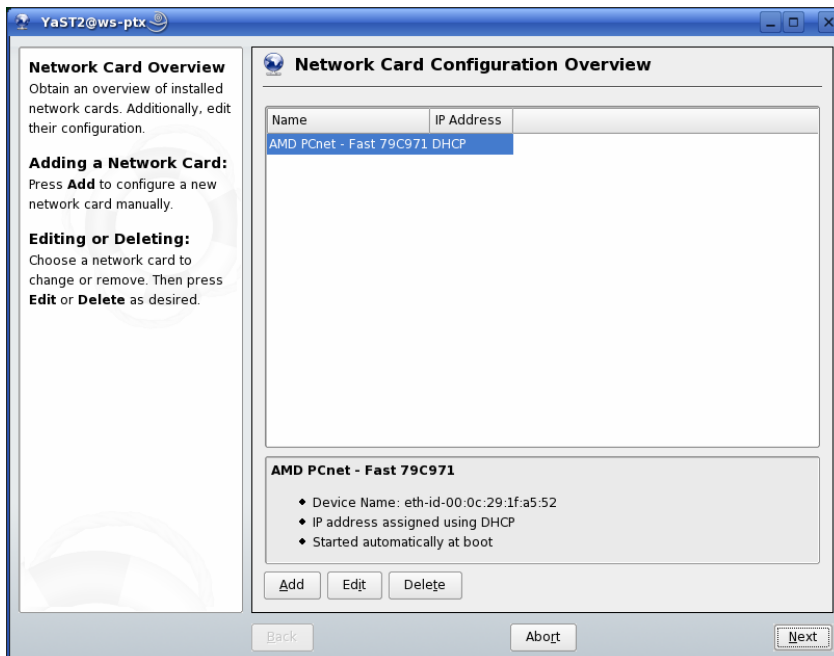 YaST2@ws-ptx
Network Card Overview
Obtain an overview of installed
network cards. Additionally, edit
their configuration.
Adding a Network Card:
Press Add to configure a new
network card manually.
Editing or Deleting:
Choose a network card to
change or remove. Then press
Edit or Delete as desired.
Network Card Configuration Overview
Name IP Address
AMD PCnet - Fast 79C971 DHCP
AMD PCnet - Fast 79C971
◆ Device Name: eth-id-00:0c:29:1f:a5:52
◆ IP address assigned using DHCP
◆ Started automatically at boot
Add Edit Delete
Back Abort Next